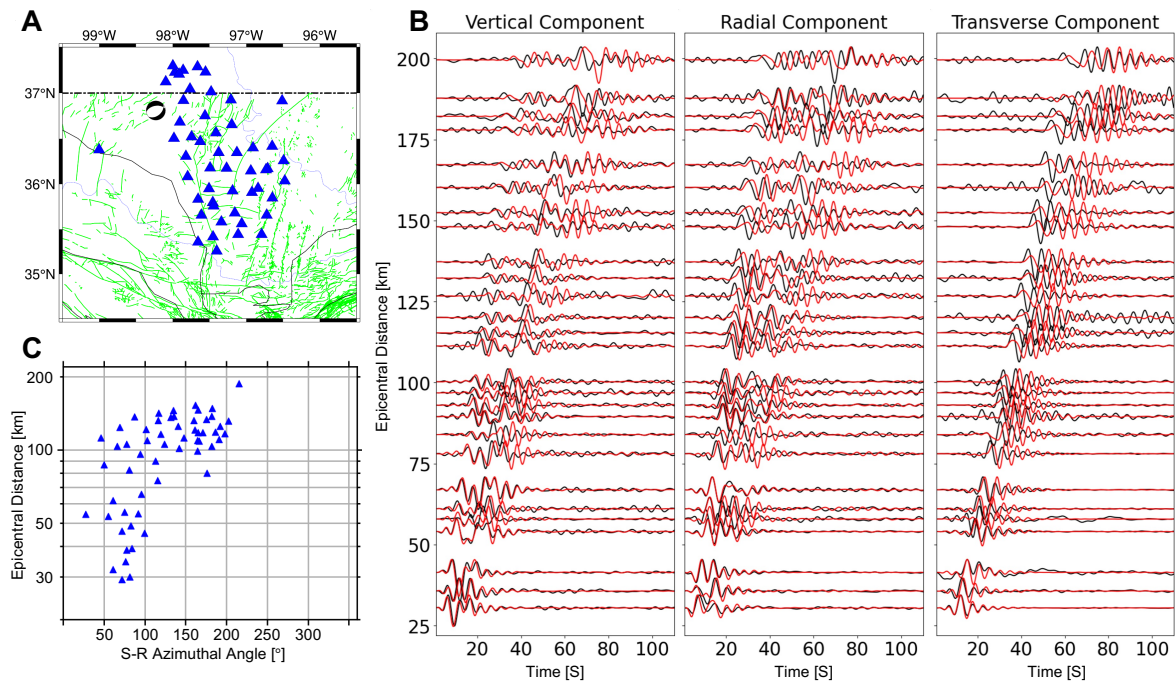 A
99°W 98°W 97°W 96°W
37°N
36°N
35°N
C
200
100
50
30
Epicentral Distance [km]
50 100 150 200 250 300
S-R Azimuthal Angle [°]
B
Vertical Component Radial Component Transverse Component
200
175
150
125
100
75
50
25
Epicentral Distance [km]
20 40 60 80 100 20 40 60 80 100 20 40 60 80 100
Time [S] Time [S] Time [S]